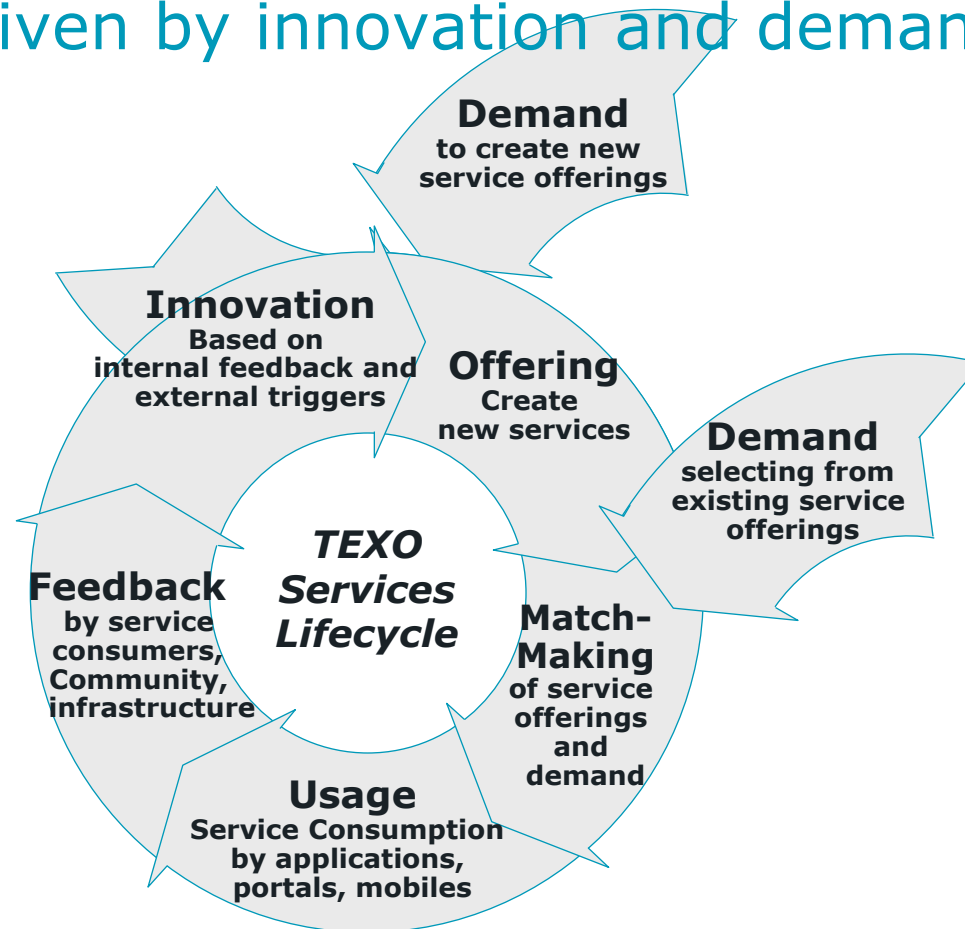 iven by innovation and deman
Demand
to create new
service offerings
Innovation
Based on
internal feedback and
external triggers
Offering
Create
new services
Demand
selecting from
existing service
offerings
TEXO
Services
Lifecycle
Feedback
by service
consumers,
Community,
infrastructure
Match-
Making
of service
offerings
and
demand
Usage
Service Consumption
by applications,
portals, mobiles